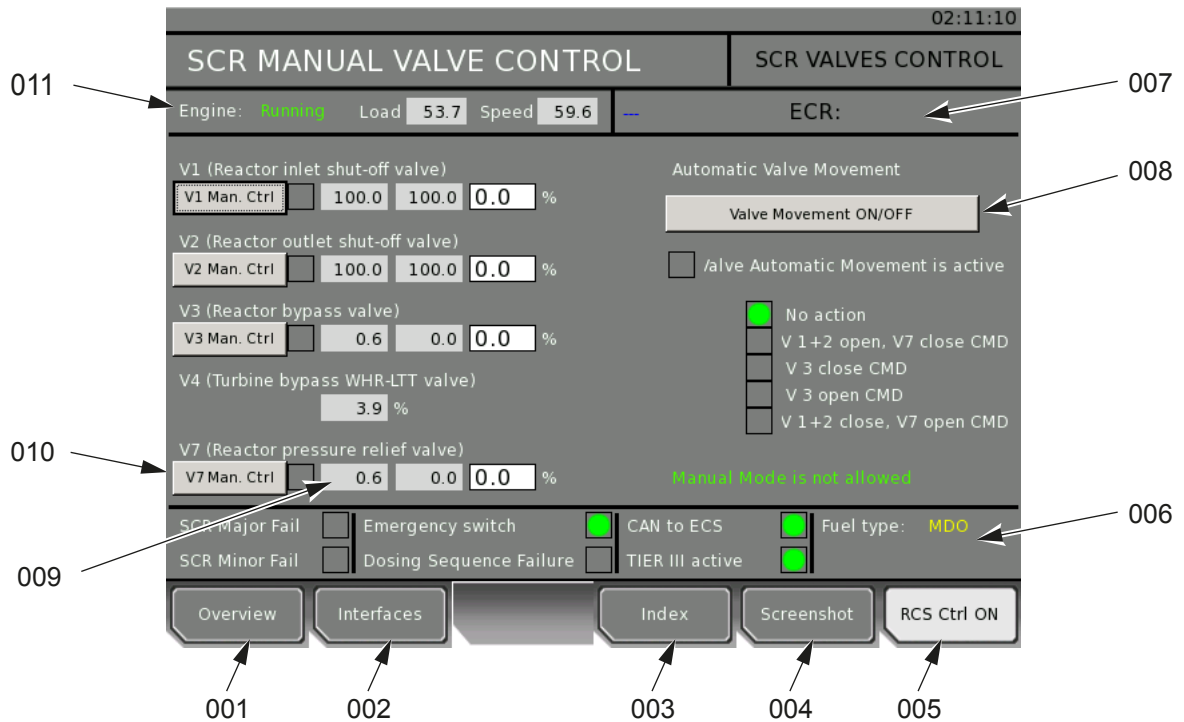 02:11:10
SCR MANUAL VALVE CONTROL
SCR VALVES CONTROL
011
007
Engine: Running Load 53.7 Speed 59.6 --- ECR:
V1 (Reactor inlet shut-off valve)
Automatic Valve Movement
008
V1 Man. Ctrl 100.0 100.0 0.0 %
Valve Movement ON/OFF
V2 (Reactor outlet shut-off valve)
V2 Man. Ctrl 100.0 100.0 0.0 %
/alve Automatic Movement is active
V3 (Reactor bypass valve)
No action
V3 Man. Ctrl 0.6 0.0 0.0 %
V 1+2 open, V7 close CMD
V 3 close CMD
V4 (Turbine bypass WHR-LTT valve)
V 3 open CMD
3.9 %
V 1+2 close, V7 open CMD
010
V7 (Reactor pressure relief valve)
V7 Man. Ctrl 0.6 0.0 0.0 %
Manual Mode is not allowed
006
SCR Major Fail Emergency switch CAN to ECS Fuel type: MDO
SCR Minor Fail Dosing Sequence Failure TIER III active
009
Overview Interfaces Index Screenshot RCS Ctrl ON
001 002 003 004 005